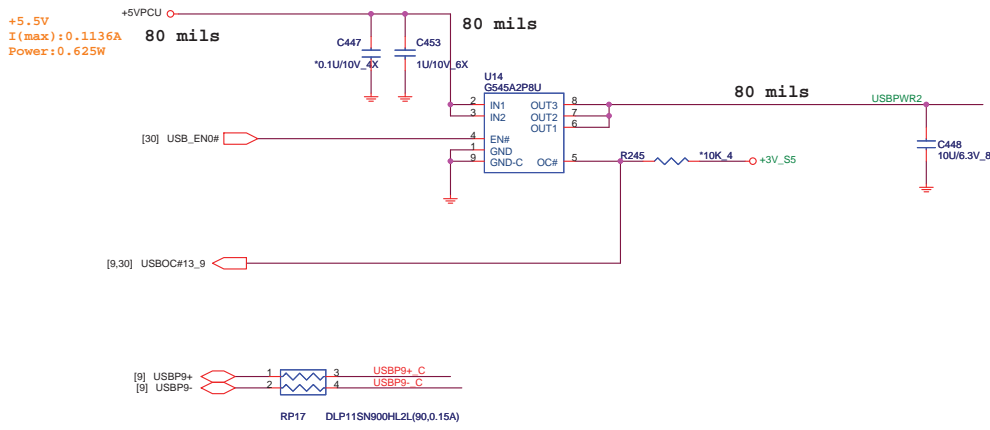 +5VPCU
+5.5V
I(max):0.1136A
Power:0.625W
80 mils
80 mils
C447
*0.1U/10V_4X
C453
1U/10V_6X
U14
G545A2P8U
2 IN1 OUT3 8
3 IN2 OUT2 7
OUT1 6
4 EN#
1 GND
9 GND-C OC# 5
80 mils
USBPWR2
C448
10U/6.3V_8
[30] USB_EN0#
R245 *10K_4 +3V_S5
[9,30] USBOC#13_9
[9] USBP9+ 1 3 USBP9+_C
[9] USBP9- 2 4 USBP9-_C
RP17 DLP11SN900HL2L(90,0.15A)